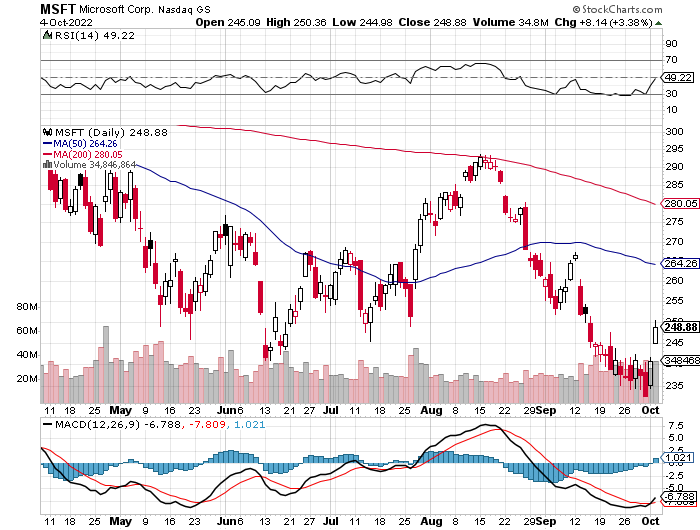 MSFT Microsoft Corp. Nasdaq GS © StockCharts.com
4-Oct-2022 Open 245.09 High 250.36 Low 244.98 Close 248.88 Volume 34.8M Chg +8.14 (+3.38%)
RSI(14) 49.22
90
70
49.22
30
10
MSFT (Daily) 248.88
MA(50) 264.26
MA(200) 280.05
Volume 34,846,864
300
295
290
285
280.05
275
270
264.26
260
255
250
248.88
245
235
80M
60M
40M
20M
11 18 25 May 9 16 23 Jun 6 13 21 27 Jul 11 18 25 Aug 8 15 22 29 Sep 12 19 26 Oct
MACD(12,26,9) -6.788, -7.809, 1.021
7.5
5.0
2.5
1.021
-2.5
-5.0
-6.788
11 18 25 May 9 16 23 Jun 6 13 21 27 Jul 11 18 25 Aug 8 15 22 29 Sep 12 19 26 Oct